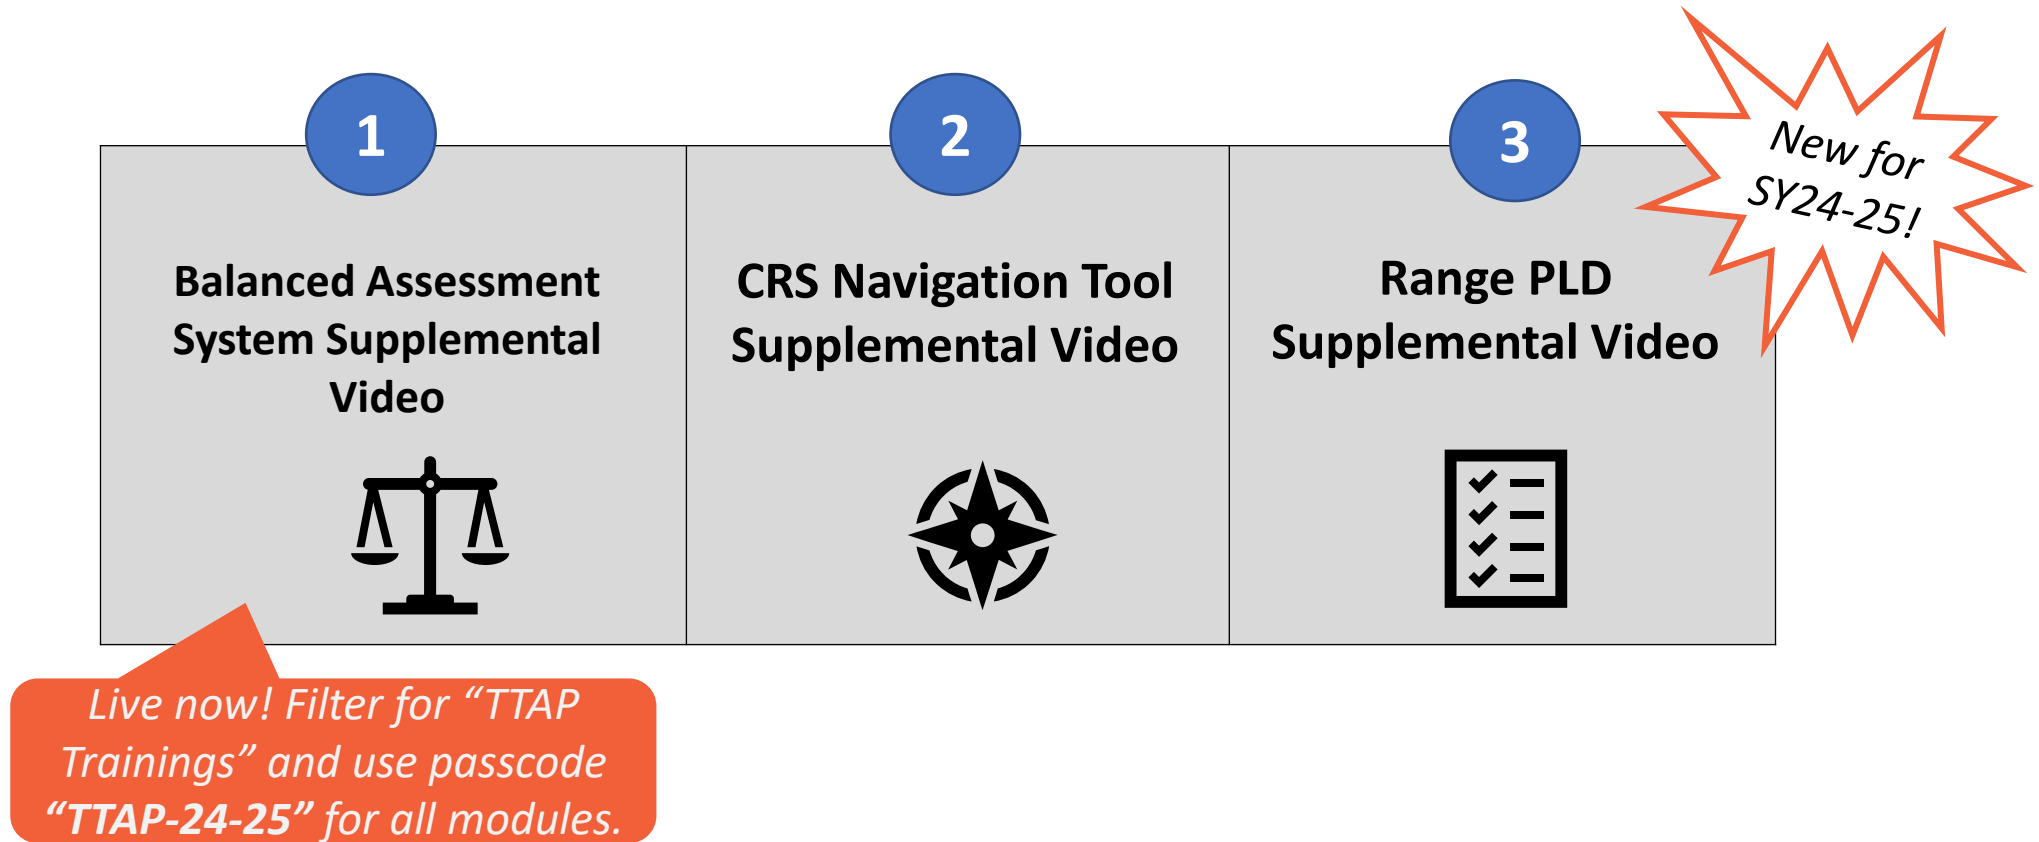 1
Balanced Assessment
System Supplemental
Video
2
CRS Navigation Tool
Supplemental Video
3
Range PLD
Supplemental Video
New for
SY24-25!
Live now! Filter for “TTAP
Trainings” and use passcode
“TTAP-24-25” for all modules.